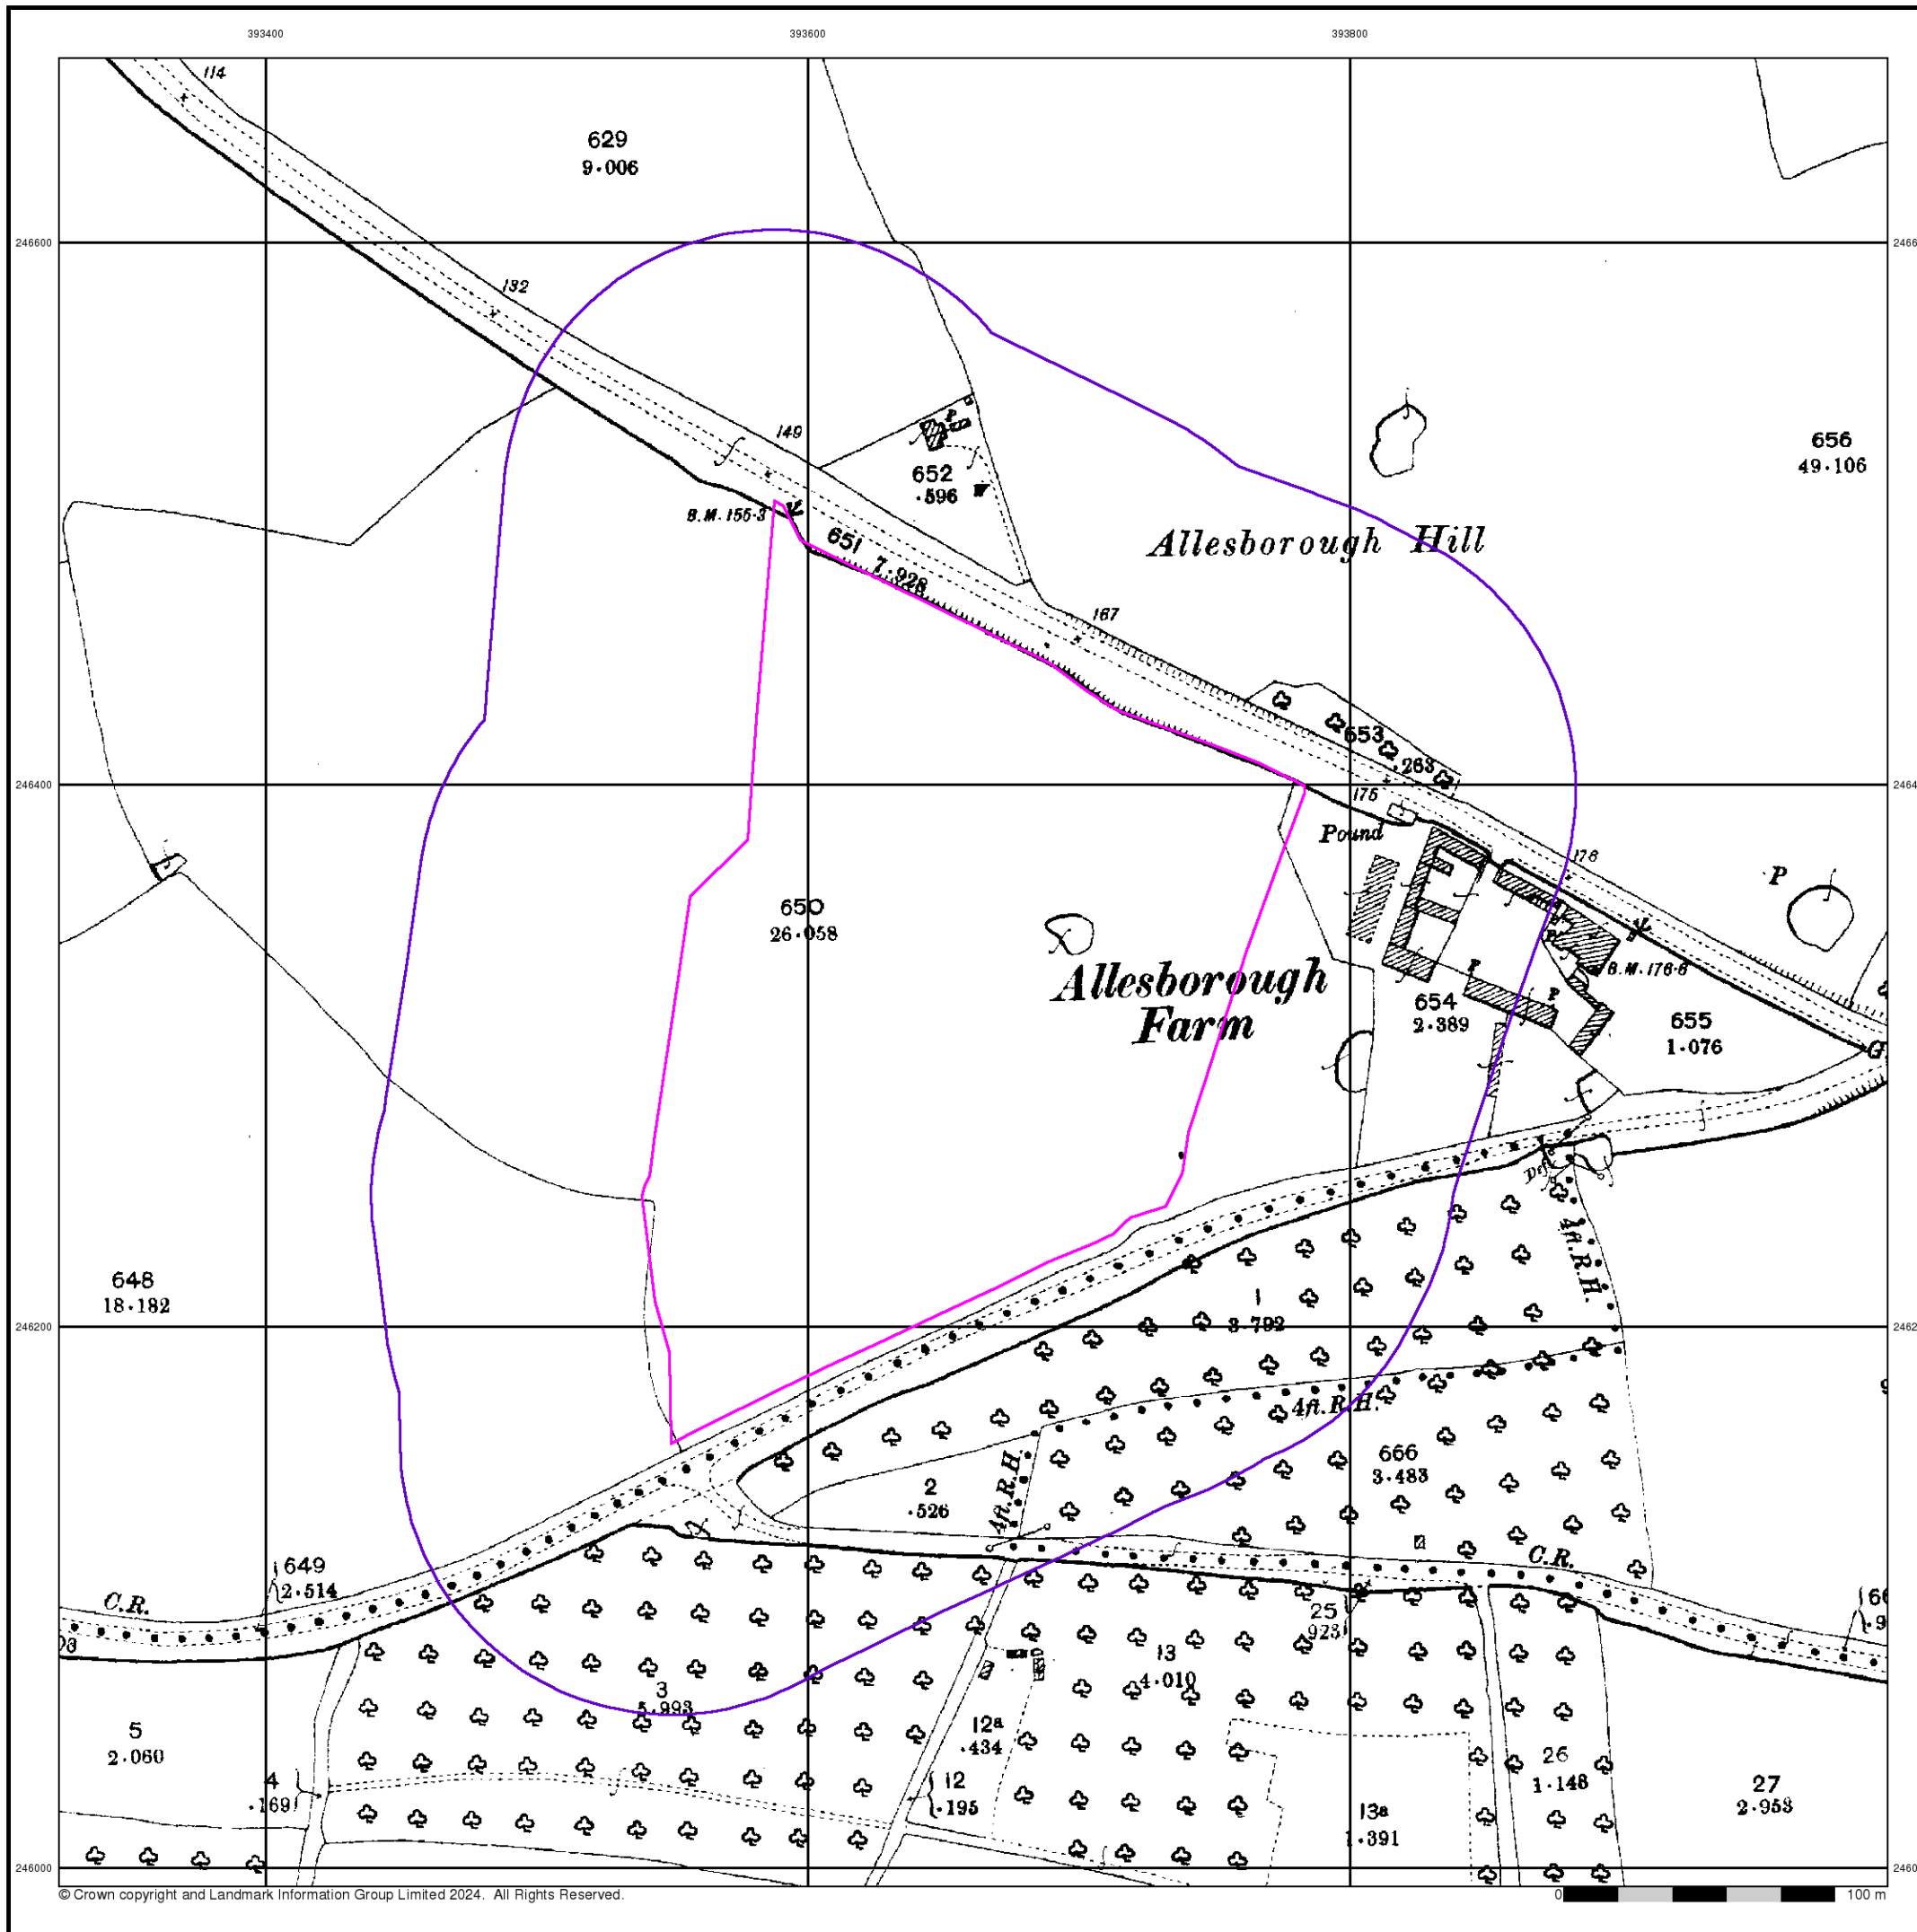 393400 393600 393800
114
629
9·006
246600
132
149
652
·596
W
P
656
49·106
B.M. 155·3
651
7·928
Allesborough Hill
167
653
·263
246400
175
Pound
176
P
650
26·058
Allesborough
Farm
B.M. 176·6
P
P
654
2·389
655
1·076
G.
Def.
4ft.R.H.
648
18·182
1
3·792
246200
4ft.R.H.
666
3·483
4ft.R.H.
2
·526
C.R.
649
2·514
C.R.
25
·923
13
4·010
3
5·993
5
2·060
12a
·434
4
·169
12
·195
26
1·148
27
2·953
13a
1·391
246000
© Crown copyright and Landmark Information Group Limited 2024. All Rights Reserved.
0 100 m